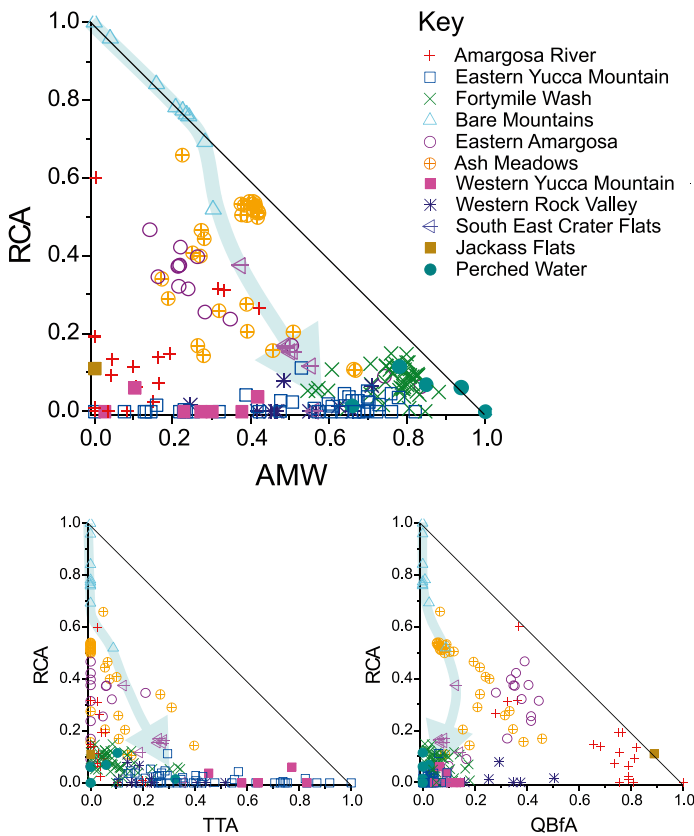 Key
Amargosa River
Eastern Yucca Mountain
Fortymile Wash
Bare Mountains
Eastern Amargosa
Ash Meadows
Western Yucca Mountain
Western Rock Valley
South East Crater Flats
Jackass Flats
Perched Water
RCA
1.0
0.8
0.6
0.4
0.2
0.0
0.0 0.2 0.4 0.6 0.8 1.0
AMW
RCA
1.0
0.8
0.6
0.4
0.2
0.0
0.0 0.2 0.4 0.6 0.8 1.0
TTA
RCA
1.0
0.8
0.6
0.4
0.2
0.0
0.0 0.2 0.4 0.6 0.8 1.0
QBfA